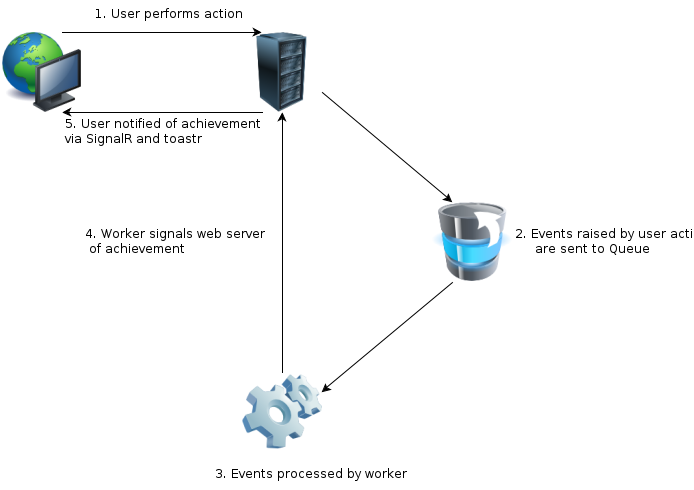 1. User performs action
5. User notified of achievement
via SignalR and toastr
4. Worker signals web server
of achievement
2. Events raised by user acti
are sent to Queue
3. Events processed by worker